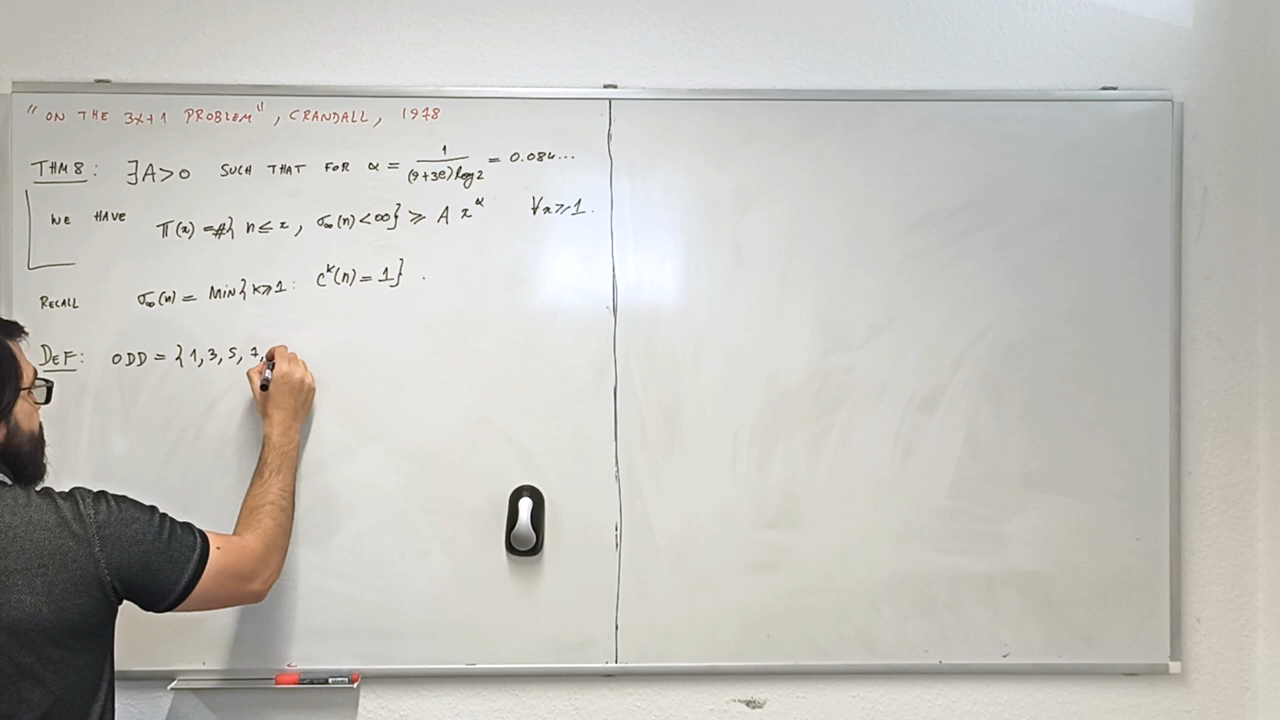 "ON THE 3X+1 PROBLEM", CRANDALL, 1978
THM 8: ∃A>0 SUCH THAT FOR α = 1/((9+3e) log 2) = 0.084...
WE HAVE π(x) = #{ n ≤ x, σ∞(n) < ∞} ≥ A x^α ∀x≥1.
RECALL σ∞(n) = MIN{ K≥1: C^K(n) = 1}.
DEF: ODD = { 1, 3, 5, 7,